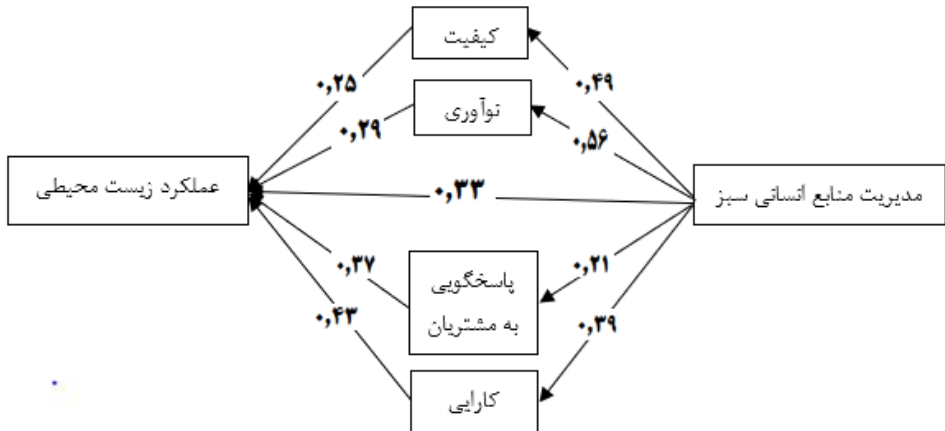 کیفیت
۰,۴۹
۰,۲۵
نوآوری
۰,۵۶
۰,۲۹
مدیریت منابع انسانی سبز
۰,۳۳
عملکرد زیست محیطی
۰,۲۱
پاسخگویی
به مشتریان
۰,۳۷
۰,۳۹
۰,۴۳
کارایی